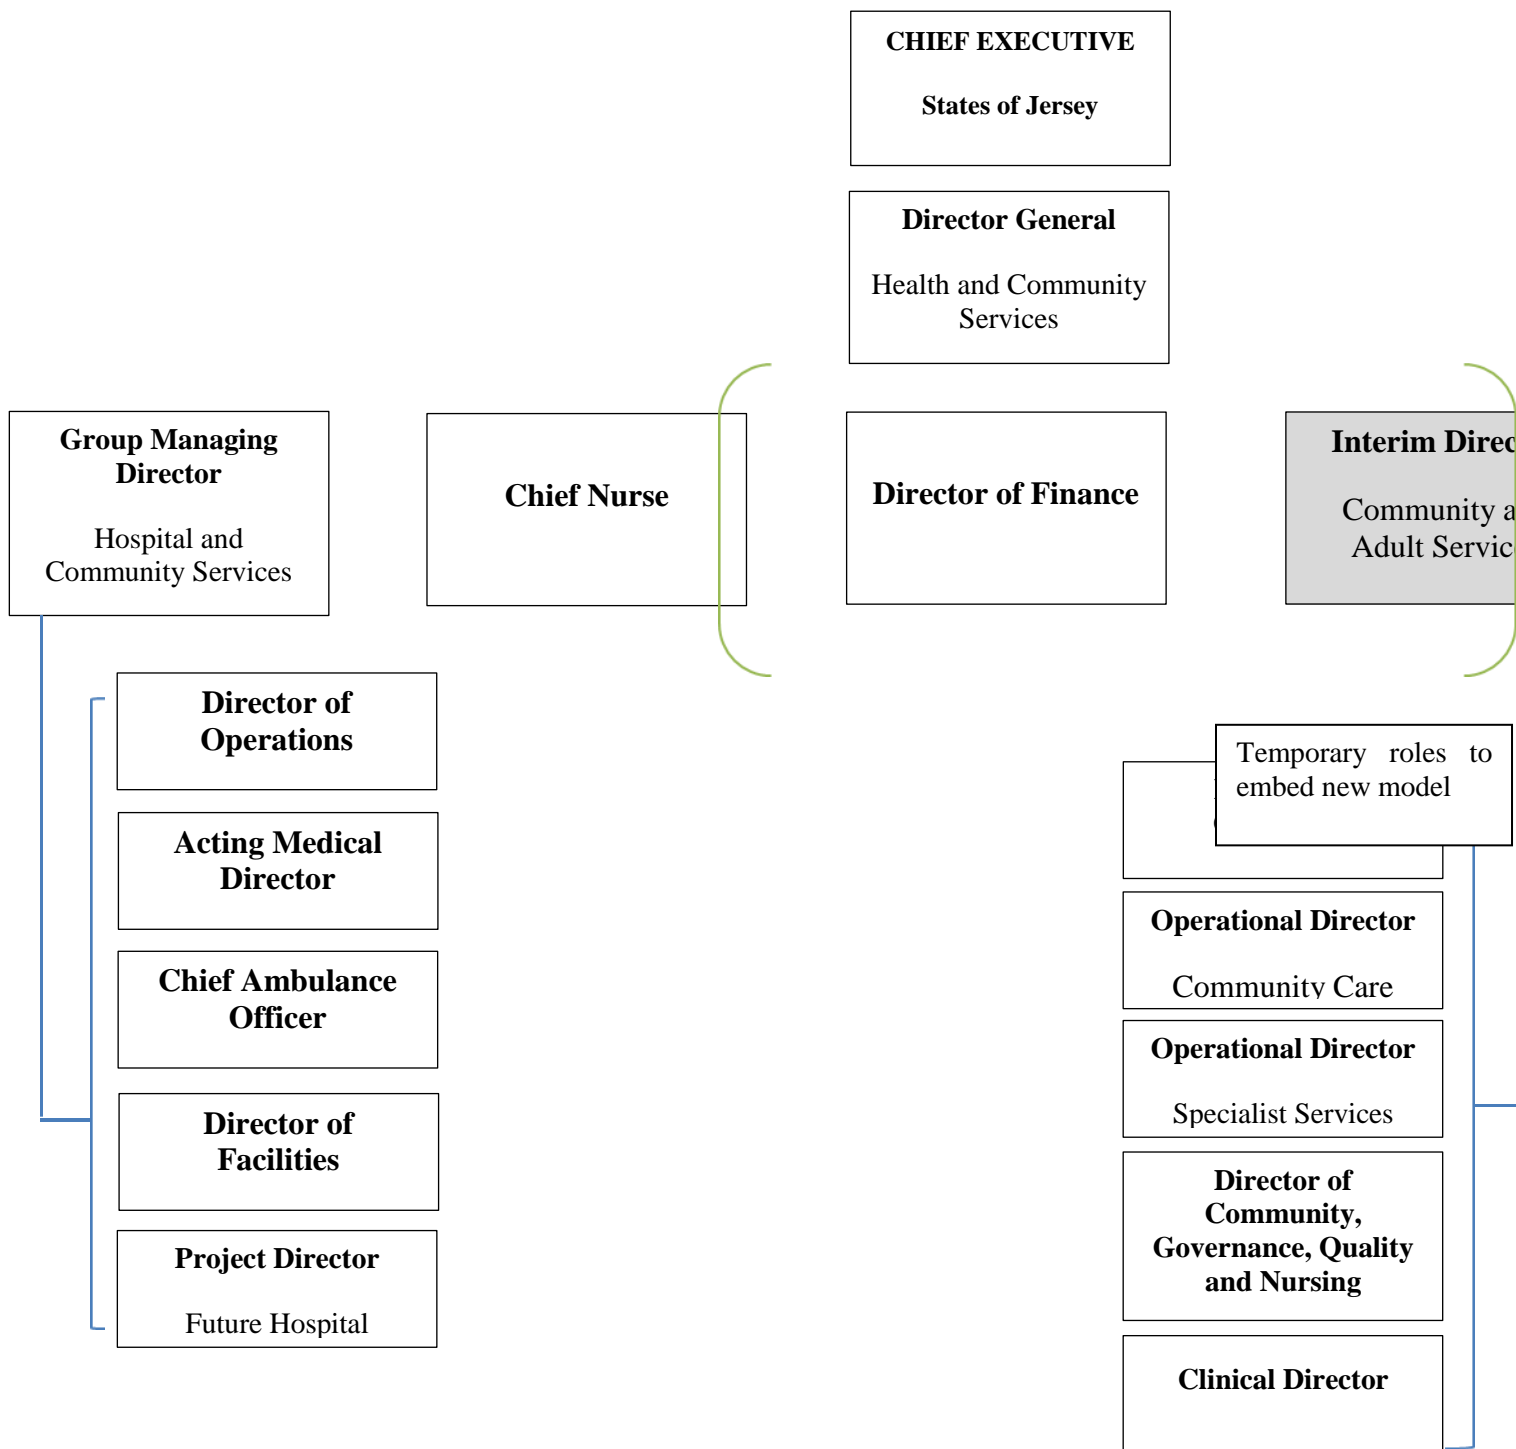 CHIEF EXECUTIVE
States of Jersey
Director General
Health and Community
Services
Group Managing
Director
Hospital and
Community Services
Chief Nurse
Director of Finance
Interim
Community
Adult
Director of
Operations
Acting Medical
Director
Chief Ambulance
Officer
Director of
Facilities
Project Director
Future Hospital
Temporary roles to
embed new model
Operational Director
Community Care
Operational Director
Specialist Services
Director of
Community,
Governance, Quality
and Nursing
Clinical Director